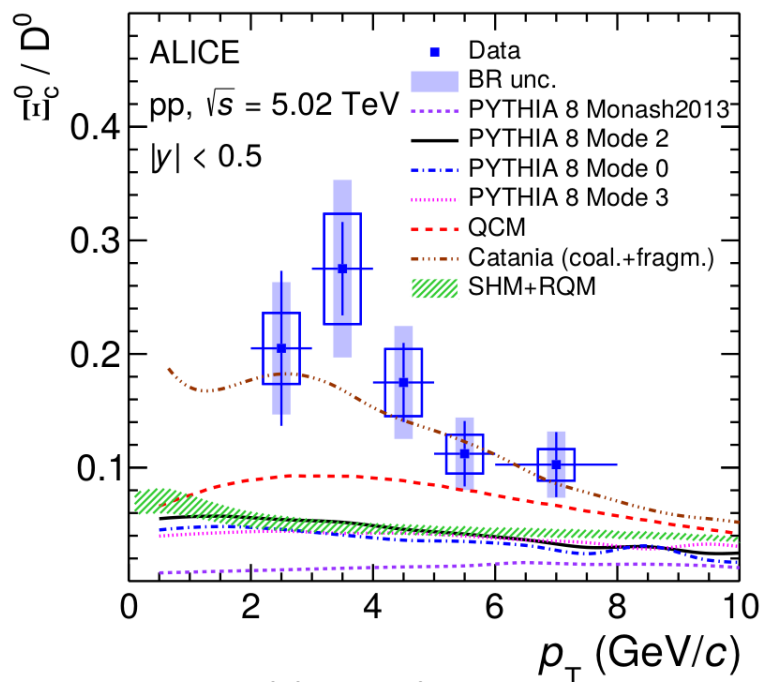 Ξ⁰c / D⁰
ALICE
pp, √s = 5.02 TeV
|y| < 0.5
Data
BR unc.
PYTHIA 8 Monash2013
PYTHIA 8 Mode 2
PYTHIA 8 Mode 0
PYTHIA 8 Mode 3
QCM
Catania (coal.+fragm.)
SHM+RQM
0.4
0.3
0.2
0.1
0 2 4 6 8 10
pT (GeV/c)